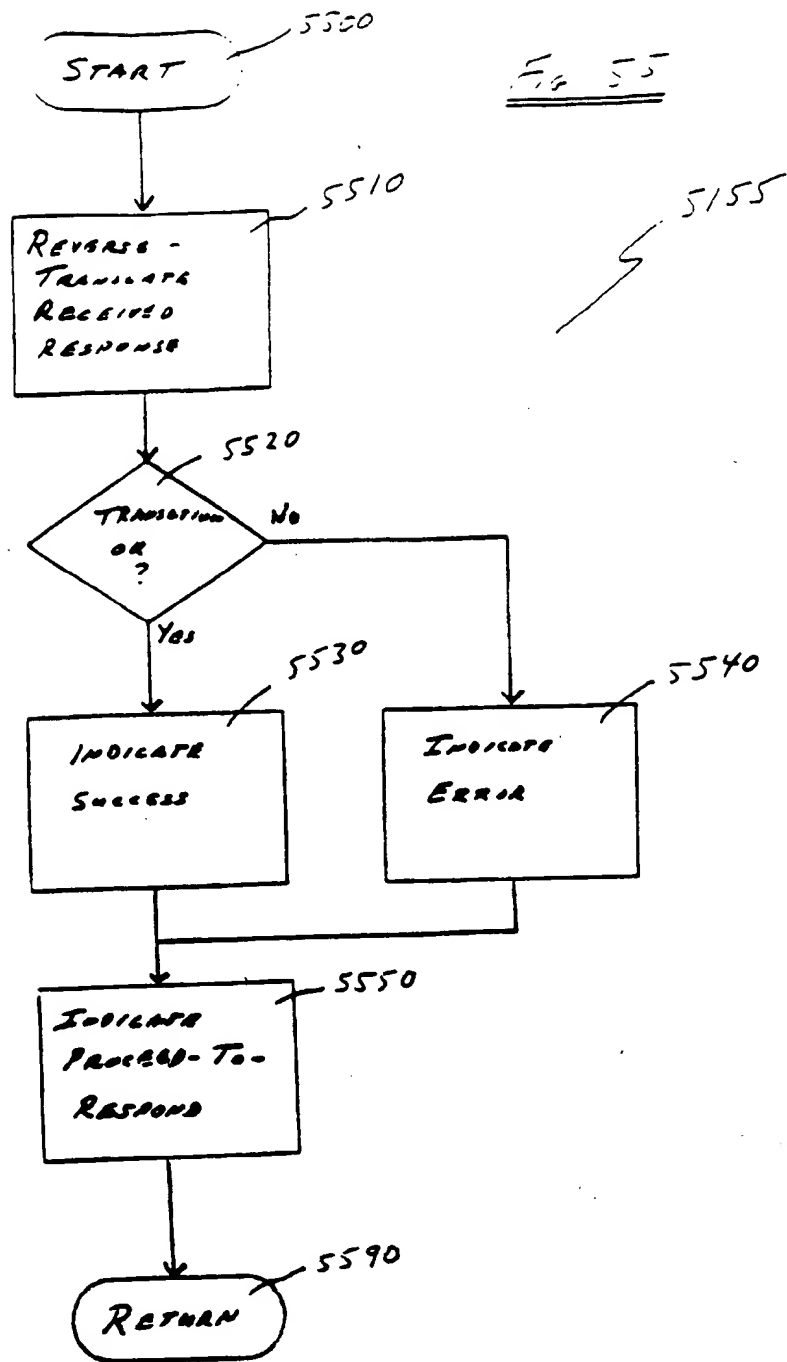 5500
START
Fig 55
5510
5155
REVERSE-
TRANSLATE
RECEIVED
RESPONSE
5520
TRANSLATION
OK
?
No
Yes
5530
5540
INDICATE
SUCCESS
INDICATE
ERROR
5550
INDICATE
PROCEED-TO-
RESPOND
5590
RETURN